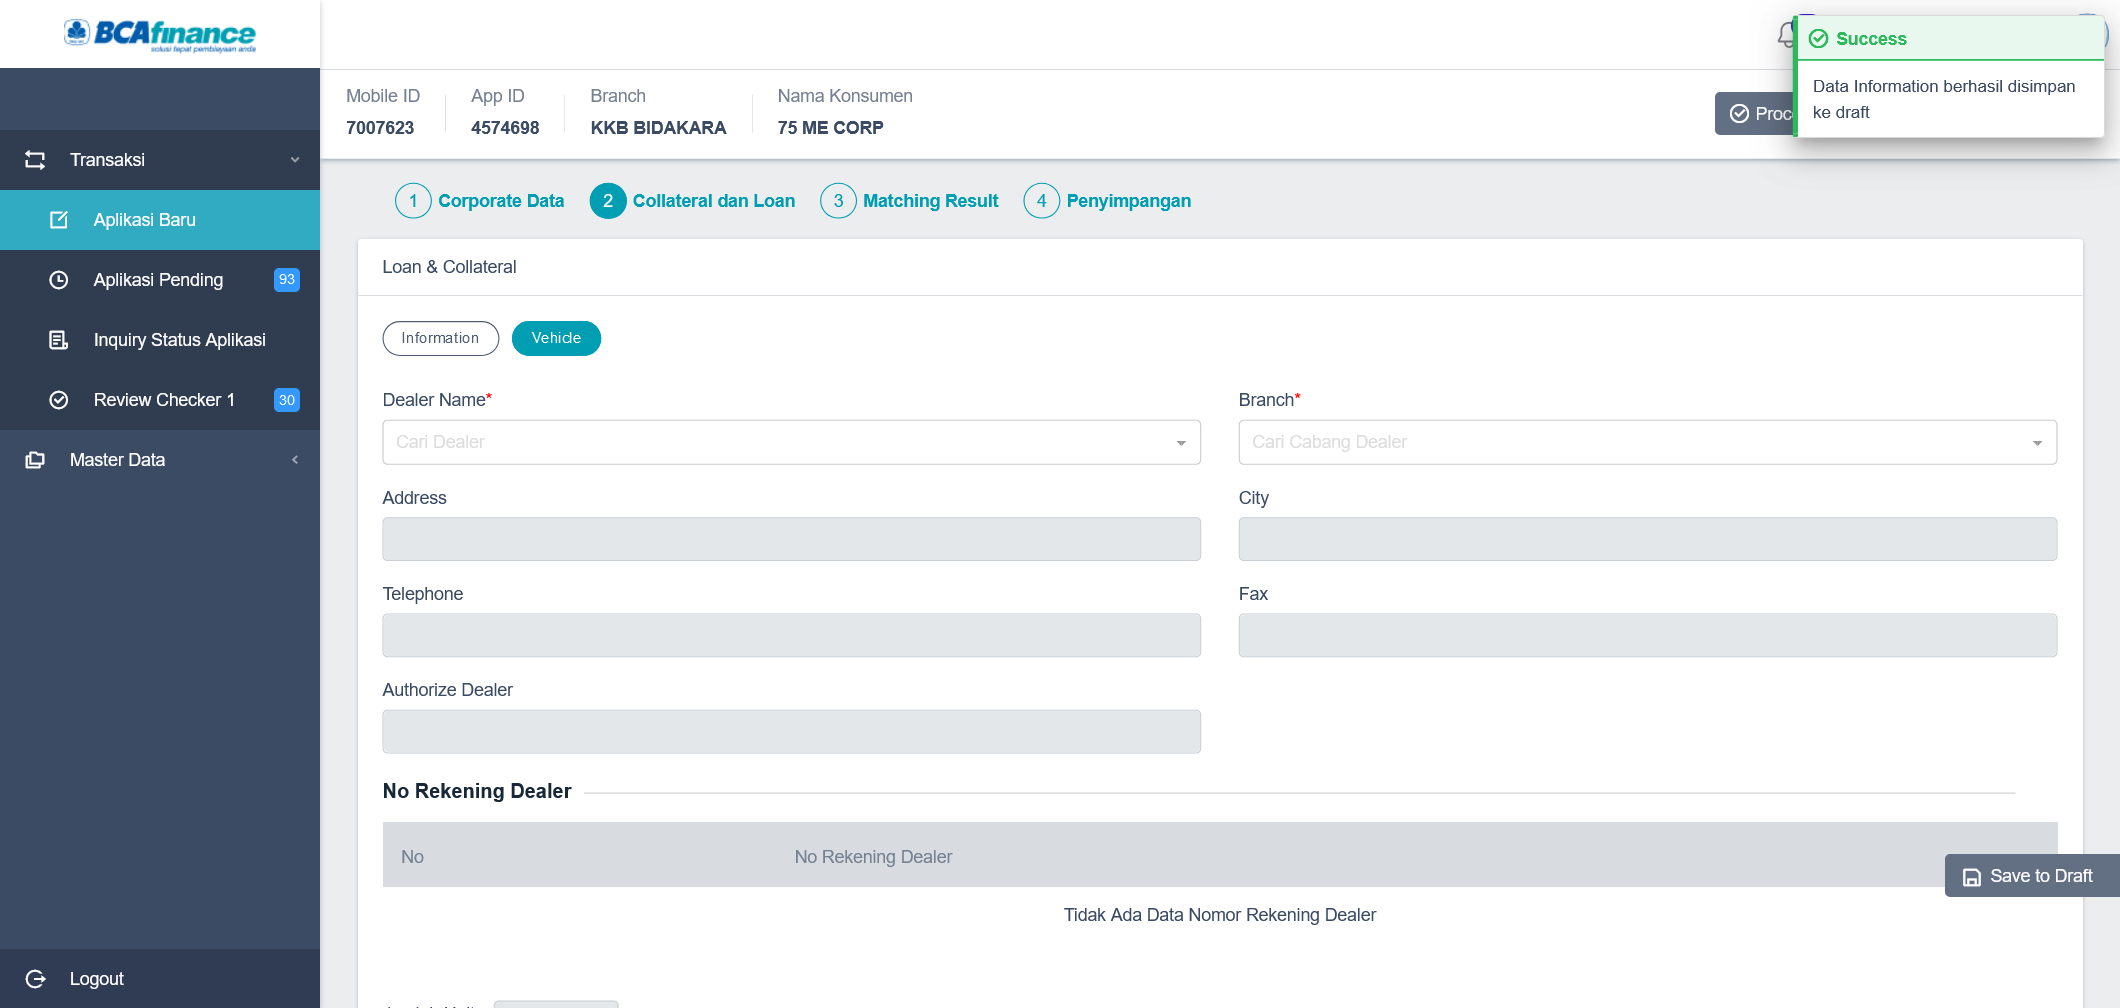 BCAfinance
solusi tepat pembiayaan anda
Success
Data Information berhasil disimpan
ke draft
Mobile ID
7007623
App ID
4574698
Branch
KKB BIDAKARA
Nama Konsumen
75 ME CORP
Transaksi
Aplikasi Baru
Aplikasi Pending 93
Inquiry Status Aplikasi
Review Checker 1 30
Master Data
Logout
1 Corporate Data
2 Collateral dan Loan
3 Matching Result
4 Penyimpangan
Loan & Collateral
Information
Vehicle
Dealer Name*
Cari Dealer
Branch*
Cari Cabang Dealer
Address
City
Telephone
Fax
Authorize Dealer
No Rekening Dealer
No
No Rekening Dealer
Save to Draft
Tidak Ada Data Nomor Rekening Dealer